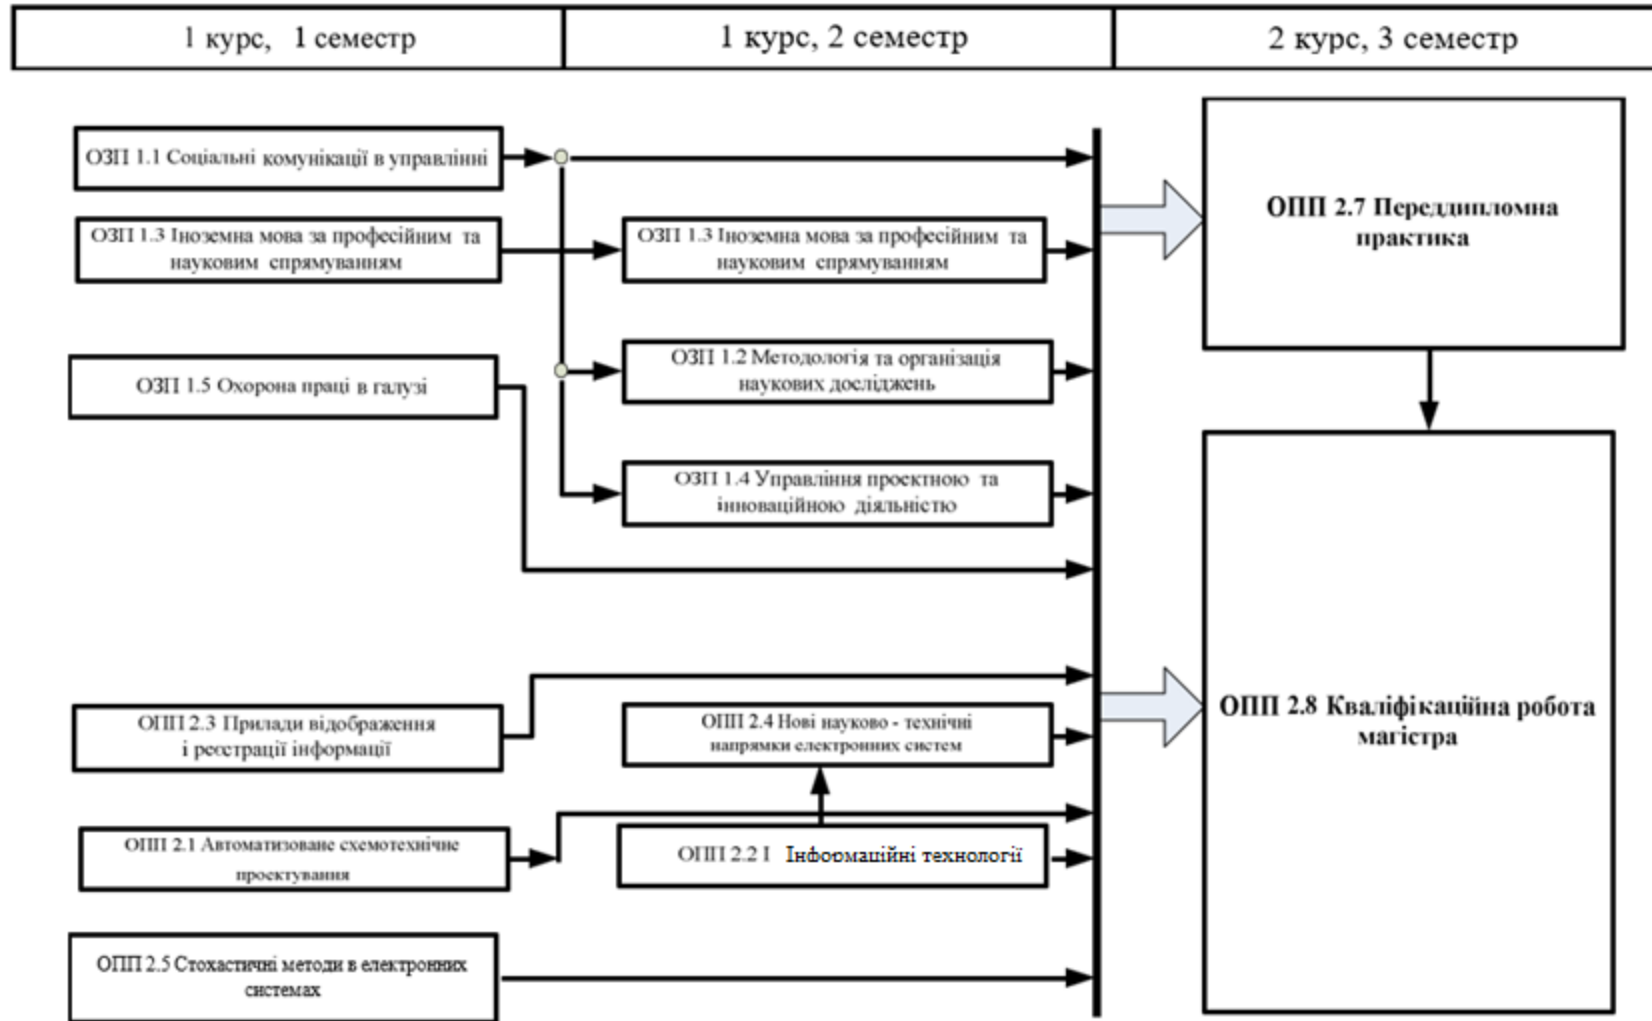 1 курс, 1 семестр
1 курс, 2 семестр
2 курс, 3 семестр
ОЗП 1.1 Соціальні комунікації в управлінні
ОЗП 1.3 Іноземна мова за професійним та
науковим спрямуванням
ОЗП 1.5 Охорона праці в галузі
ОПП 2.3 Прилади відображення
і реєстрації інформації
ОПП 2.1 Автоматизоване схемотехнічне
проектування
ОПП 2.5 Стохастичні методи в електронних
системах
ОЗП 1.3 Іноземна мова за професійним та
науковим спрямуванням
ОЗП 1.2 Методологія та організація
наукових досліджень
ОЗП 1.4 Управління проектною та
інноваційною діяльністю
ОПП 2.4 Нові науково - технічні
напрямки електронних систем
ОПП 2.2 І Інформаційні технології
ОПП 2.7 Переддипломна
практика
ОПП 2.8 Кваліфікаційна робота
магістра